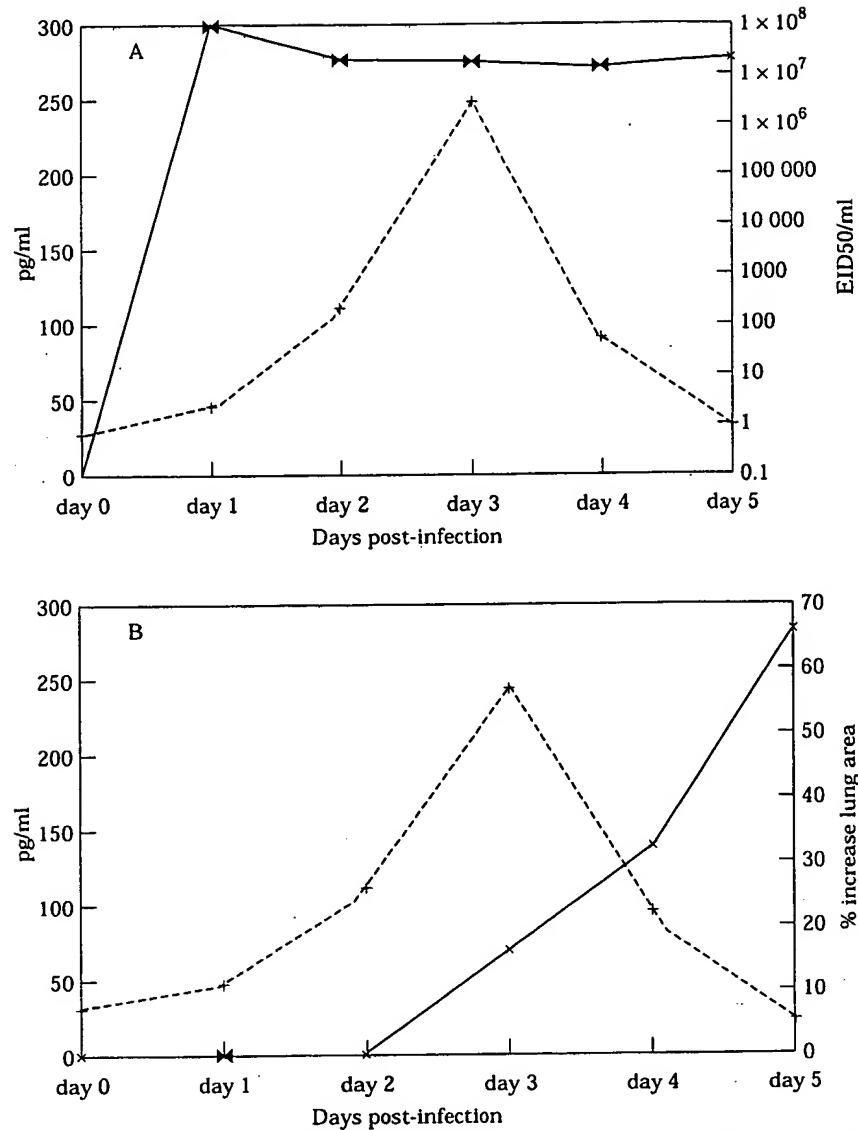 A
300
250
200
150
100
50
0
pg/ml
1 × 10⁸
1 × 10⁷
1 × 10⁶
100 000
10 000
1000
100
10
1
0.1
EID50/ml
day 0 day 1 day 2 day 3 day 4 day 5
Days post-infection
B
300
250
200
150
100
50
0
pg/ml
70
60
50
40
30
20
10
0
% increase lung area
day 0 day 1 day 2 day 3 day 4 day 5
Days post-infection